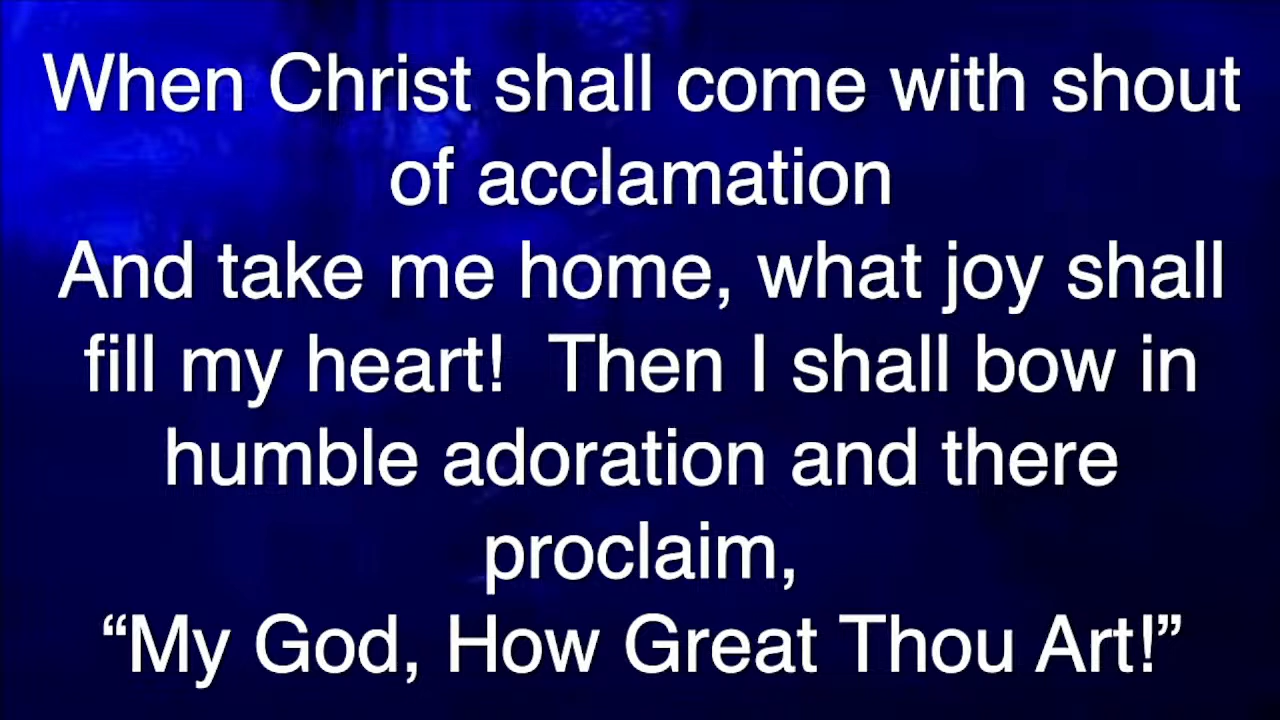 When Christ shall come with shout
of acclamation
And take me home, what joy shall
fill my heart!  Then I shall bow in
humble adoration and there
proclaim,
“My God, How Great Thou Art!”